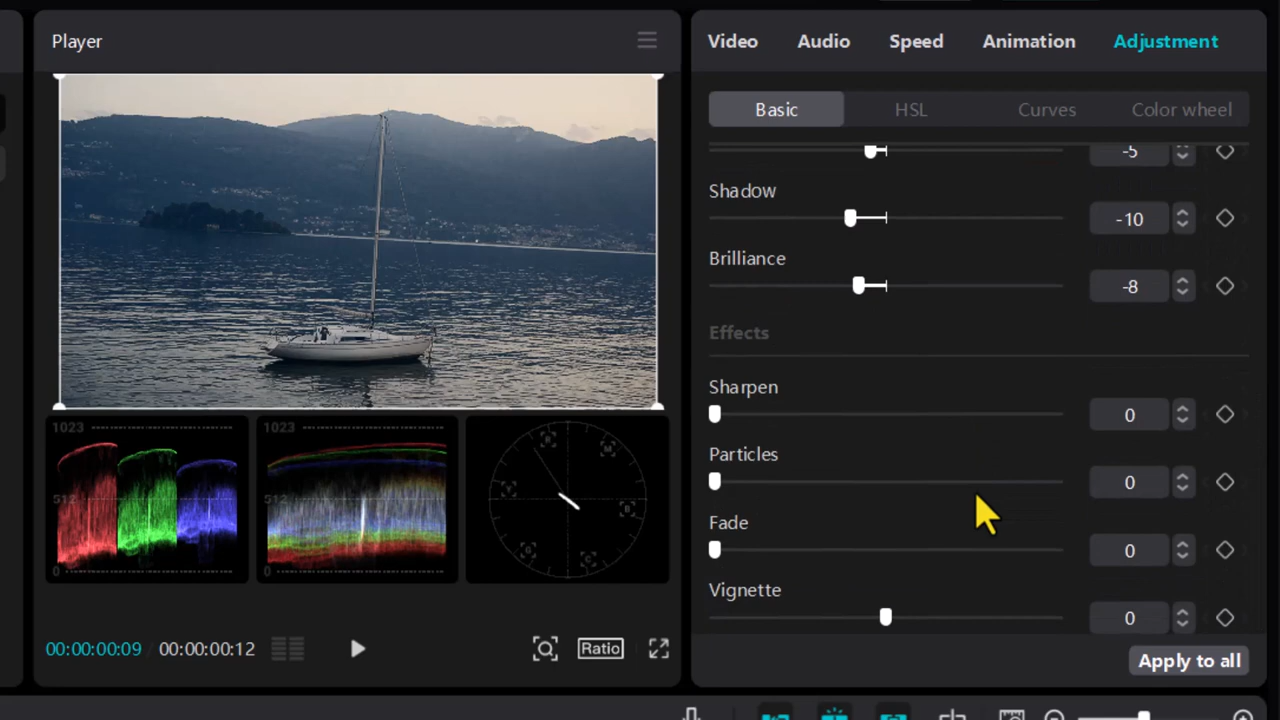 Player
Video Audio Speed Animation Adjustment
Basic HSL Curves Color wheel
-5
Shadow
-10
Brilliance
-8
Effects
Sharpen
0
Particles
0
Fade
0
Vignette
0
1023
512
0
1023
512
0
R
M
B
C
G
Y
00:00:00:09 / 00:00:00:12
Ratio
Apply to all